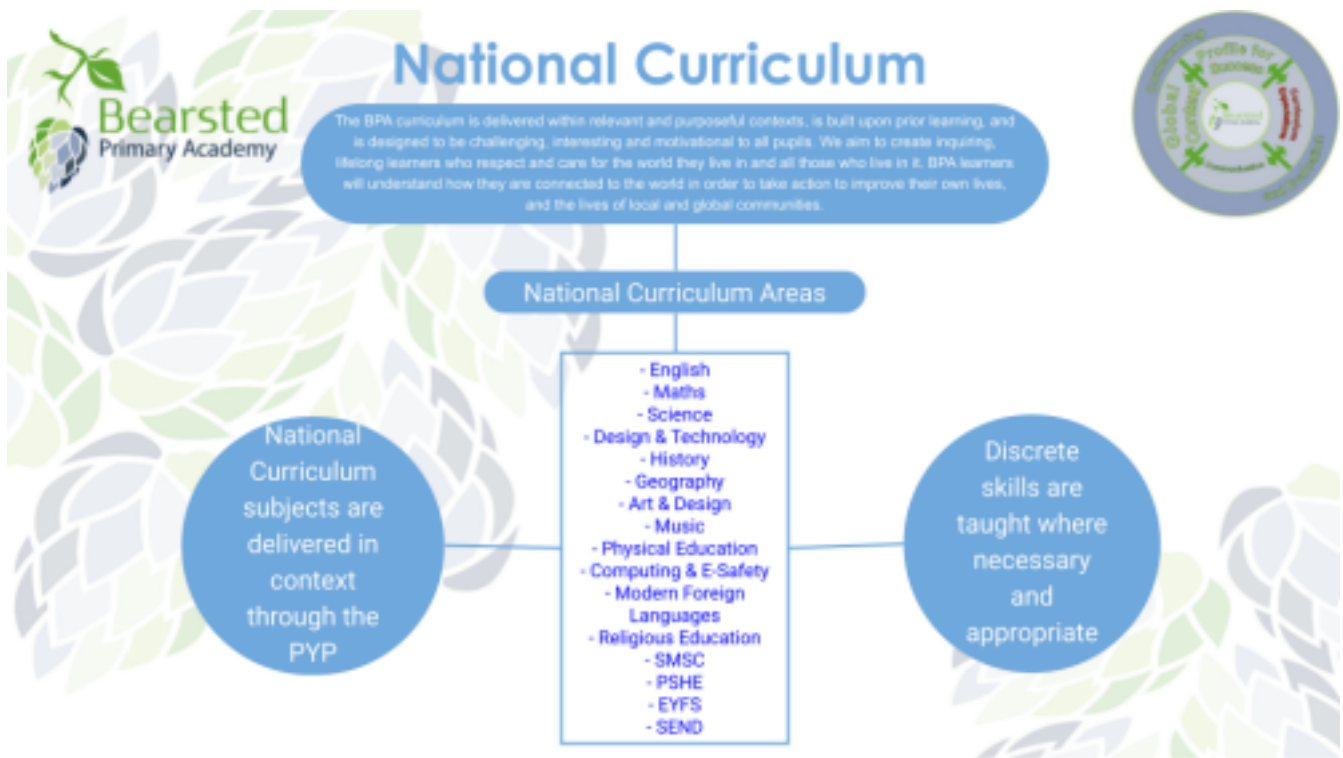 National Curriculum
Bearsted
Primary Academy
The BPA curriculum is delivered within relevant and purposeful contexts, is built upon prior learning, and
is designed to be challenging, interesting and motivational to all pupils. We aim to create inquiring,
lifelong learners who respect and care for the world they live in and all those who live in it. BPA learners
will understand how they are connected to the world in order to take action to improve their own lives,
and the lives of local and global communities.
Profile for
Success
Global
Communication
National Curriculum Areas
- English
- Maths
- Science
- Design & Technology
- History
- Geography
- Art & Design
- Music
- Physical Education
- Computing & E-Safety
- Modern Foreign
Languages
- Religious Education
- SMSC
- PSHE
- EYFS
- SEND
National
Curriculum
subjects are
delivered in
context
through the
PYP
Discrete
skills are
taught where
necessary
and
appropriate